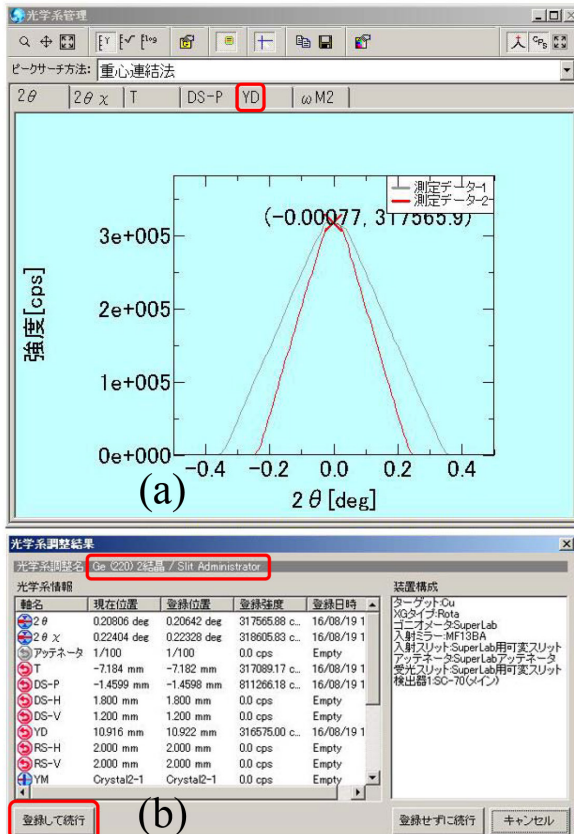 光学系管理
ピークサーチ方法: 重心連結法
2θ 2θχ T DS-P YD ωM2
測定データ-1
測定データ-2
(-0.00077, 317565.9)
強度[cps]
3e+005
2e+005
1e+005
0e+000
-0.4 -0.2 0.0 0.2 0.4
2θ[deg]
(a)
光学系調整結果
光学系調整名 Ge (220) 2結晶 / Slit Administrator
光学系情報
軸名 現在位置 登録位置 登録強度 登録日時
2θ 0.20806 deg 0.20642 deg 317565.88 c... 16/08/19 1
2θχ 0.22404 deg 0.22328 deg 318605.83 c... 16/08/19 1
アッテネータ 1/100 1/100 0.0 cps Empty
T -7.184 mm -7.182 mm 317089.17 c... 16/08/19 1
DS-P -1.4599 mm -1.4598 mm 811266.18 c... 16/08/19 1
DS-H 1.800 mm 1.800 mm 0.0 cps Empty
DS-V 1.200 mm 1.200 mm 0.0 cps Empty
YD 10.916 mm 10.922 mm 316575.00 c... 16/08/19 1
RS-H 2.000 mm 2.000 mm 0.0 cps Empty
RS-V 2.000 mm 2.000 mm 0.0 cps Empty
YM Crystal2-1 Crystal2-1 0.0 cps Empty
装置構成
ターゲット:Cu
XGタイプ:Rota
ゴニオメータ:SuperLab
入射ミラー:MF13BA
入射スリット:SuperLab用可変スリット
アッテネータ:SuperLabアッテネータ
受光スリット:SuperLab用可変スリット
検出器1:SC-70(メイン)
登録して続行
(b)
登録せずに続行 キャンセル